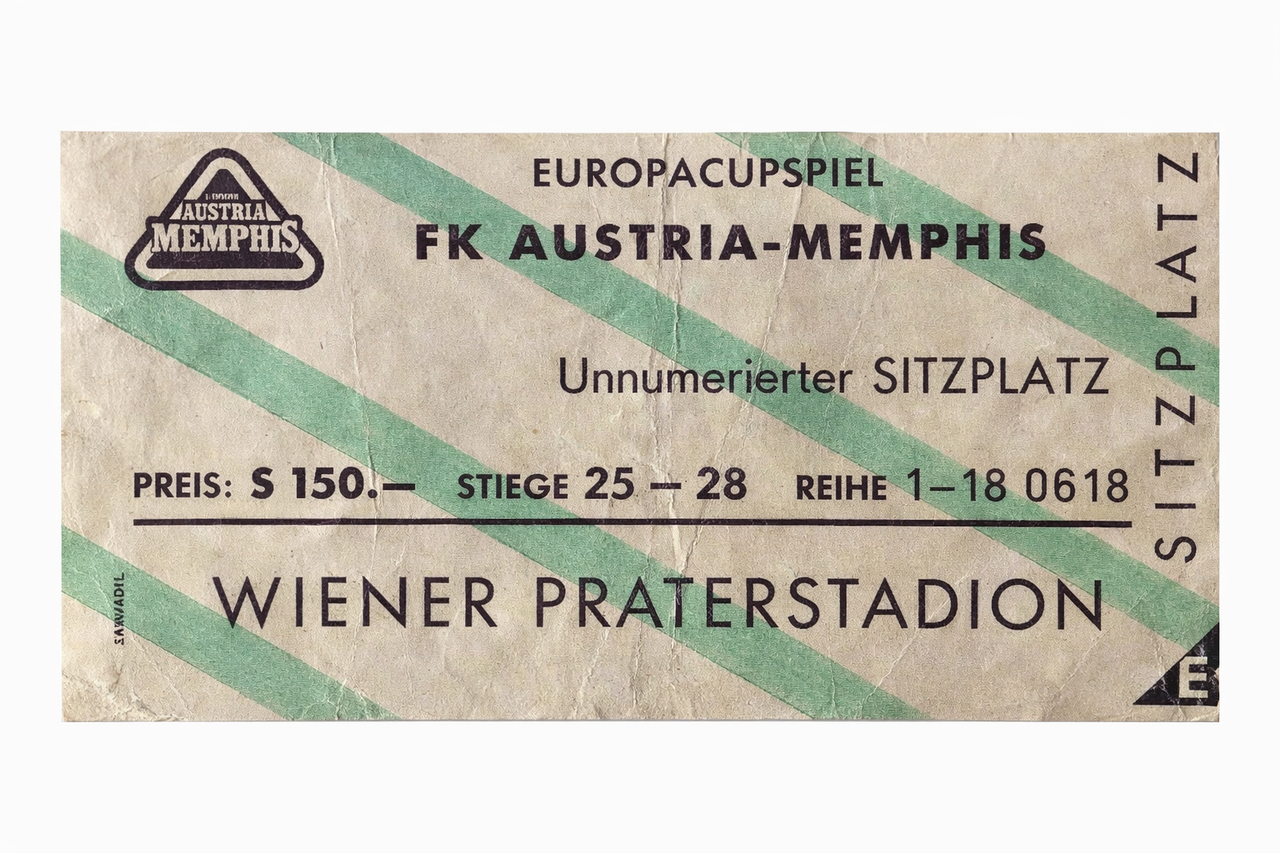 EUROPACUPSPIEL
AUSTRIA
MEMPHIS
FK AUSTRIA-MEMPHIS
Unnumerierter SITZPLATZ
PREIS: S 150.— STIEGE 25 — 28 REIHE 1–18 0618
WIENER PRATERSTADION
SITZPLATZ
E